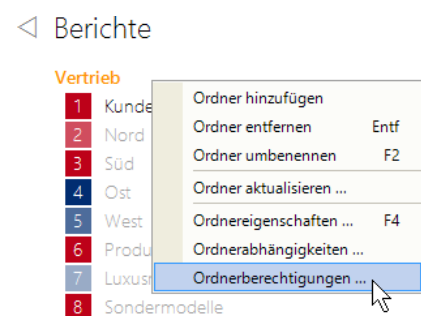 Berichte
Vertrieb
1 Kunde
2 Nord
3 Süd
4 Ost
5 West
6 Produ
7 Luxusr
8 Sondermodelle
Ordner hinzufügen
Ordner entfernen Entf
Ordner umbenennen F2
Ordner aktualisieren ...
Ordnereigenschaften ... F4
Ordnerabhängigkeiten ...
Ordnerberechtigungen ...